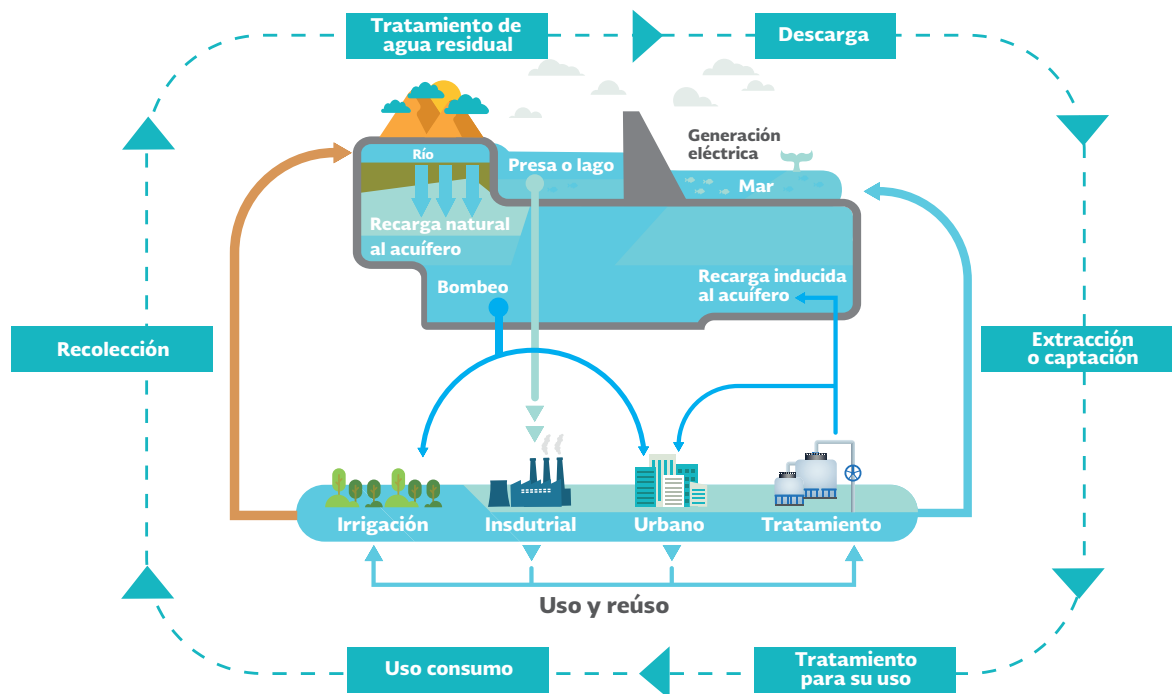 Tratamiento de
agua residual
Descarga
Generación
eléctrica
Río
Presa o lago
Mar
Recarga natural
al acuífero
Bombeo
Recarga inducida
al acuífero
Recolección
Extracción
o captación
Irrigación
Insdutrial
Urbano
Tratamiento
Uso y reúso
Uso consumo
Tratamiento
para su uso